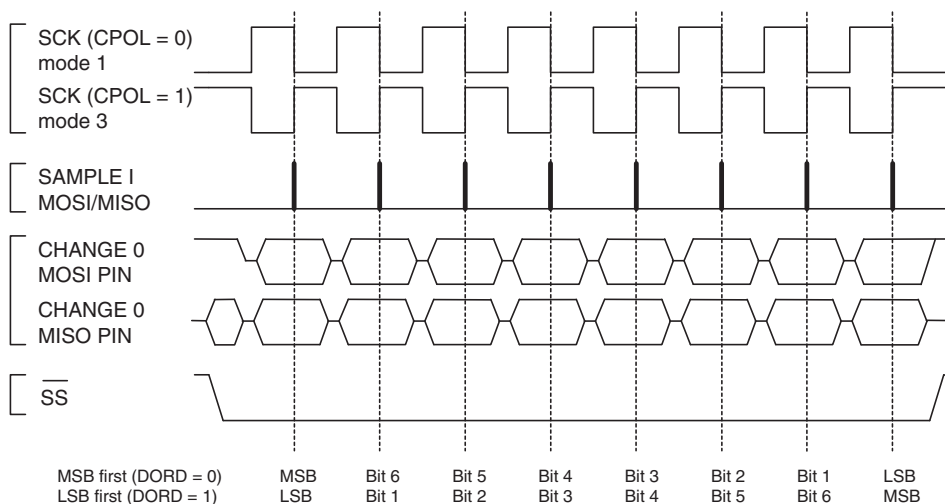 SCK (CPOL = 0)
mode 1
SCK (CPOL = 1)
mode 3
SAMPLE I
MOSI/MISO
CHANGE 0
MOSI PIN
CHANGE 0
MISO PIN
SS
MSB first (DORD = 0) MSB Bit 6 Bit 5 Bit 4 Bit 3 Bit 2 Bit 1 LSB
LSB first (DORD = 1) LSB Bit 1 Bit 2 Bit 3 Bit 4 Bit 5 Bit 6 MSB